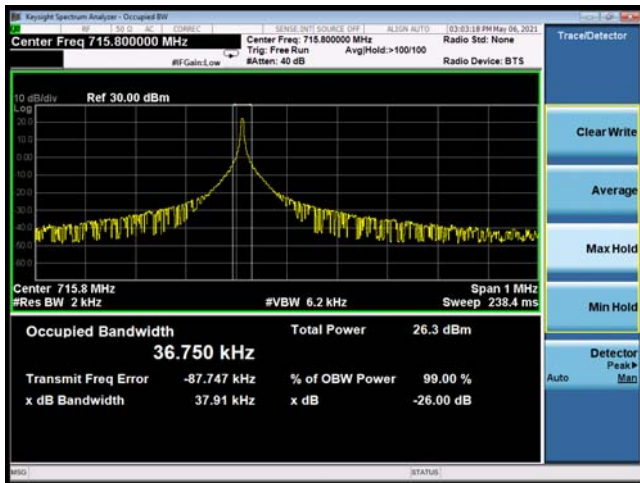 Keysight Spectrum Analyzer - Occupied BW
RF 50 Ω AC CORREC SENSE:INT SOURCE OFF ALIGN AUTO 03:03:18 PM May 06, 2021
Center Freq 715.800000 MHz
Center Freq: 715.800000 MHz
Radio Std: None
Trig: Free Run Avg|Hold:>100/100
#IFGain:Low #Atten: 40 dB Radio Device: BTS
Trace/Detector
10 dB/div Ref 30.00 dBm
Log
20.0
10.0
0.00
-10.0
-20.0
-30.0
-40.0
-50.0
-60.0
Center 715.8 MHz Span 1 MHz
#Res BW 2 kHz #VBW 6.2 kHz Sweep 238.4 ms
Occupied Bandwidth Total Power 26.3 dBm
36.750 kHz
Transmit Freq Error -87.747 kHz % of OBW Power 99.00 %
x dB Bandwidth 37.91 kHz x dB -26.00 dB
Clear Write
Average
Max Hold
Min Hold
Detector
Peak▶
Auto Man
MSG STATUS